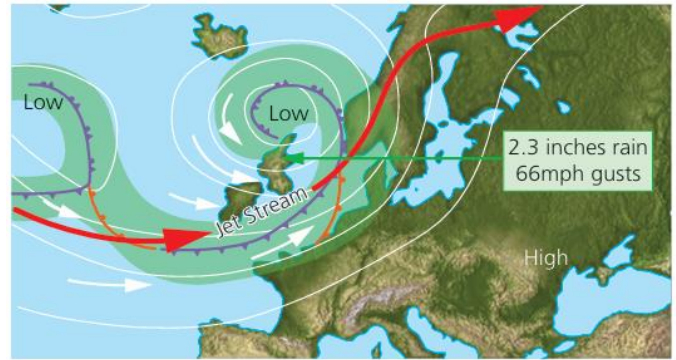 Low
Low
2.3 inches rain
66mph gusts
Jet Stream
High